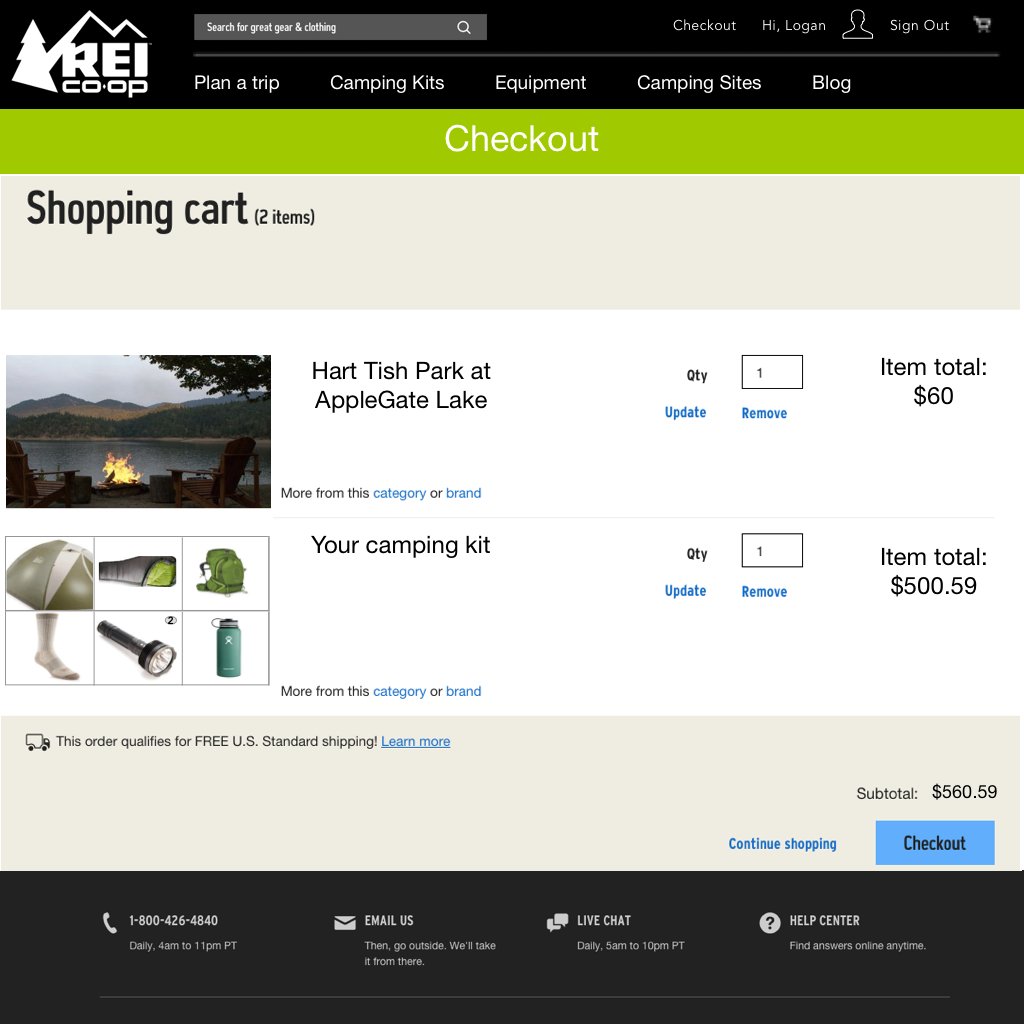 REI
co·op
Search for great gear & clothing
Checkout
Hi, Logan
Sign Out
Plan a trip
Camping Kits
Equipment
Camping Sites
Blog
Checkout
Shopping cart (2 items)
Hart Tish Park at
AppleGate Lake
Qty
1
Update
Remove
Item total:
$60
More from this category or brand
Your camping kit
Qty
1
Update
Remove
Item total:
$500.59
2
More from this category or brand
This order qualifies for FREE U.S. Standard shipping! Learn more
Subtotal: $560.59
Continue shopping
Checkout
1-800-426-4840
Daily, 4am to 11pm PT
EMAIL US
Then, go outside. We'll take
it from there.
LIVE CHAT
Daily, 5am to 10pm PT
HELP CENTER
Find answers online anytime.